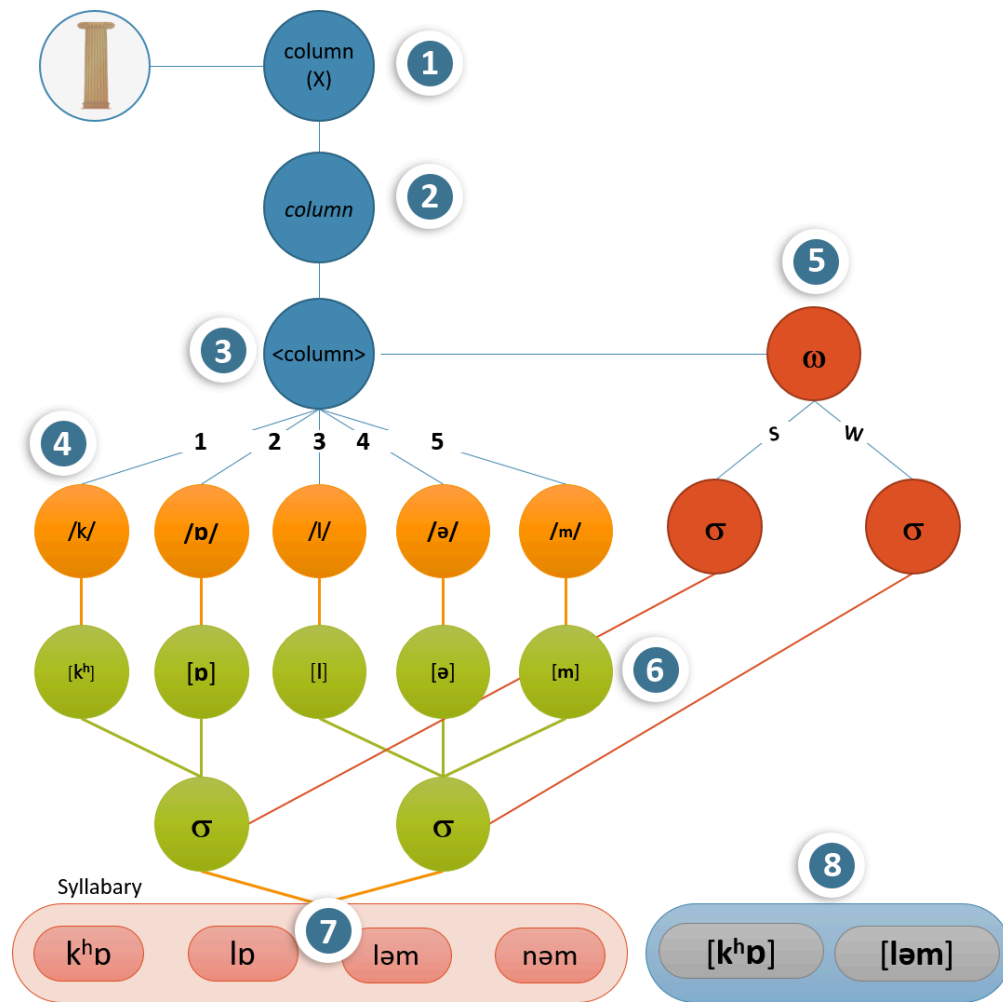 column
(X)
1
column
2
5
3
<column>
ω
4
1 2 3 4 5
s w
/k/ /ɒ/ /l/ /ə/ /m/
σ σ
[kʰ] [ɒ] [l] [ə] [m]
6
σ σ
8
Syllabary
7
kʰɒ lɒ ləm nəm
[kʰɒ] [ləm]